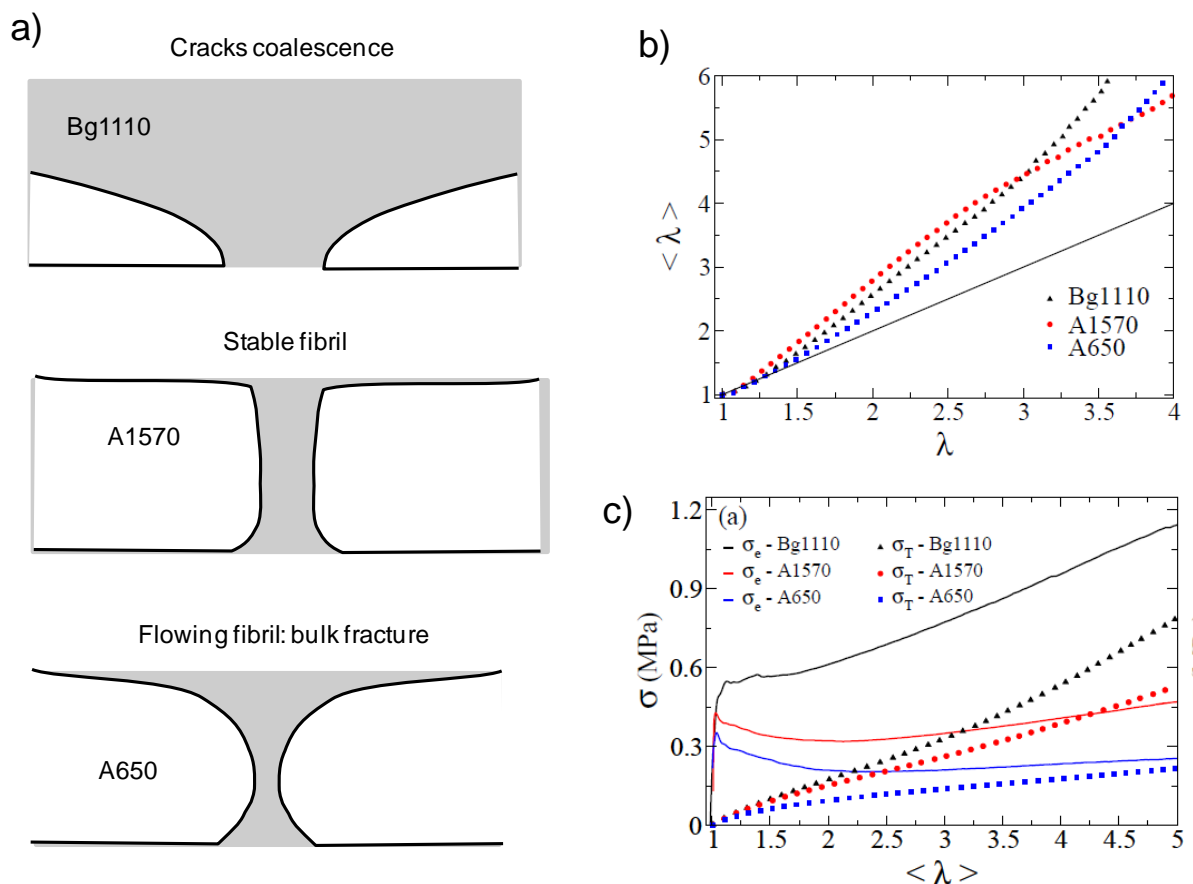 a)
Cracks coalescence
Bg1110
Stable fibril
A1570
Flowing fibril: bulk fracture
A650
b)
6
5
4
3
2
1
< λ >
Bg1110
A1570
A650
1 1.5 2 2.5 3 3.5 4
λ
c)
(a)
1.2
0.9
0.6
0.3
0
σ (MPa)
σe - Bg1110
σe - A1570
σe - A650
σT - Bg1110
σT - A1570
σT - A650
1 1.5 2 2.5 3 3.5 4 4.5 5
< λ >